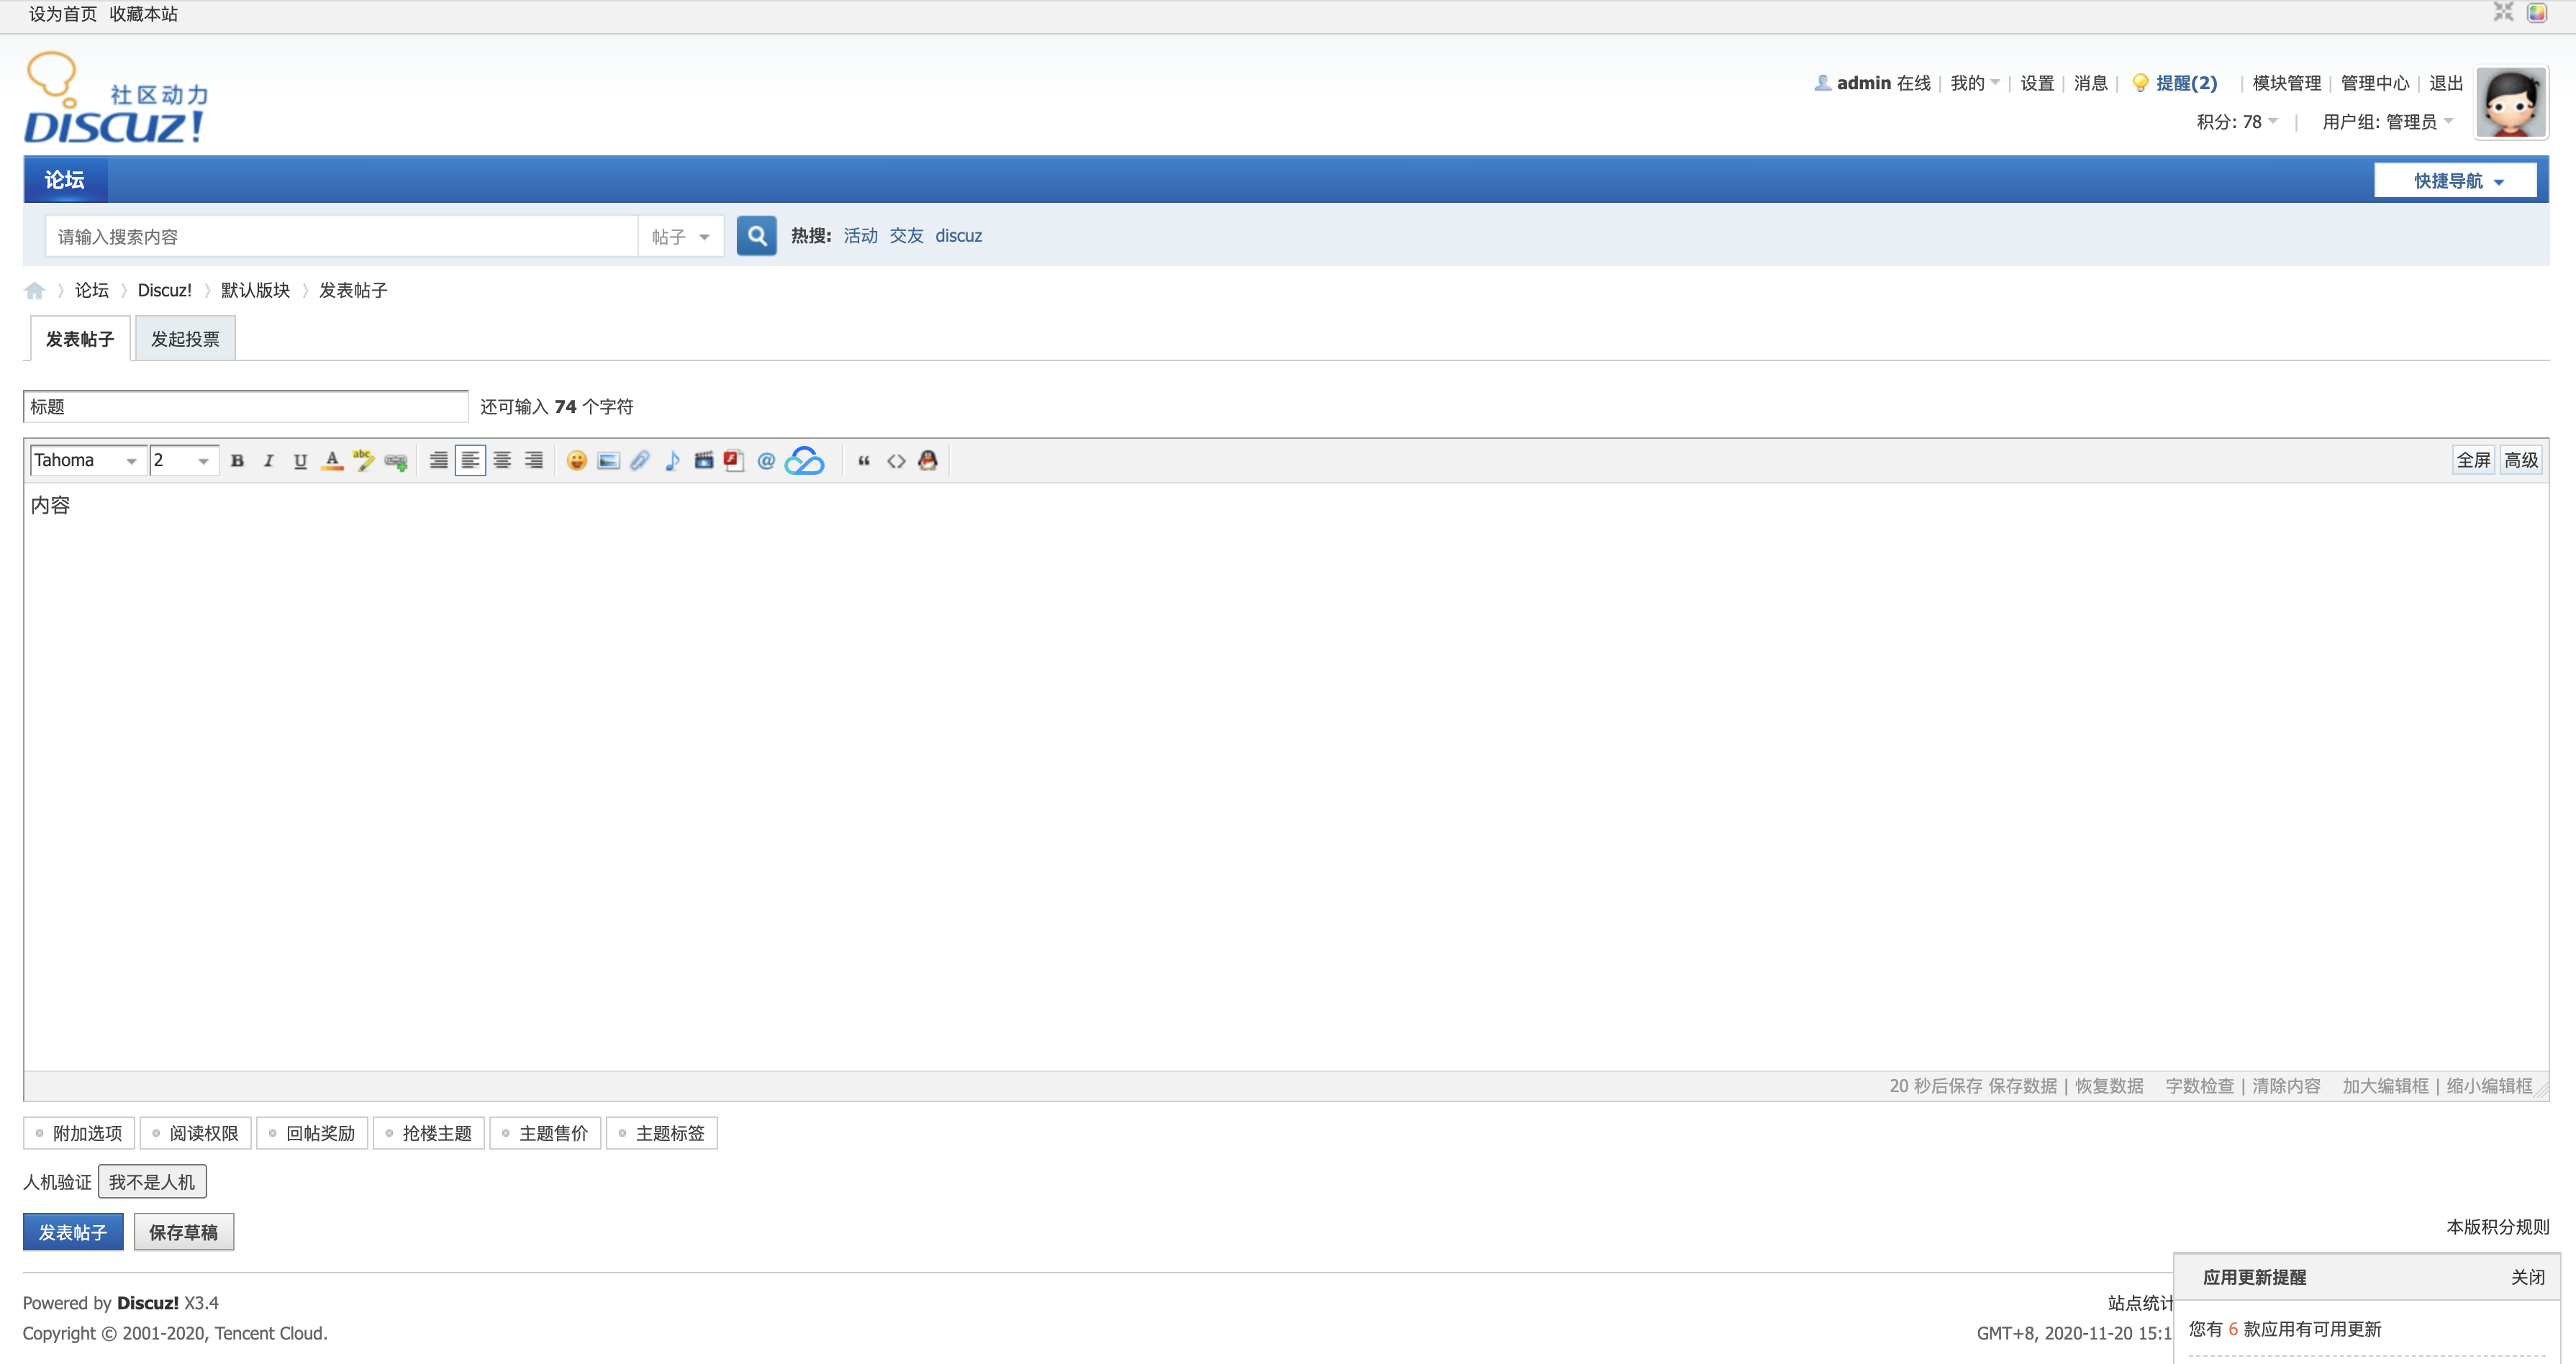 设为首页 收藏本站
社区动力
DISCUZ!
admin 在线 | 我的 | 设置 | 消息 | 提醒(2) | 模块管理 | 管理中心 | 退出
积分: 78 | 用户组: 管理员
论坛 快捷导航
请输入搜索内容 帖子 热搜: 活动 交友 discuz
论坛 〉 Discuz! 〉 默认版块 〉 发表帖子
发表帖子 发起投票
标题 还可输入 74 个字符
Tahoma 2 B I U A abc @ “ <> 全屏 高级
内容
20 秒后保存 保存数据 | 恢复数据 字数检查 | 清除内容 加大编辑框 | 缩小编辑框
附加选项 阅读权限 回帖奖励 抢楼主题 主题售价 主题标签
人机验证 我不是人机
发表帖子 保存草稿 本版积分规则
应用更新提醒 关闭
Powered by Discuz! X3.4 站点统计
Copyright © 2001-2020, Tencent Cloud. GMT+8, 2020-11-20 15:1
您有 6 款应用有可用更新